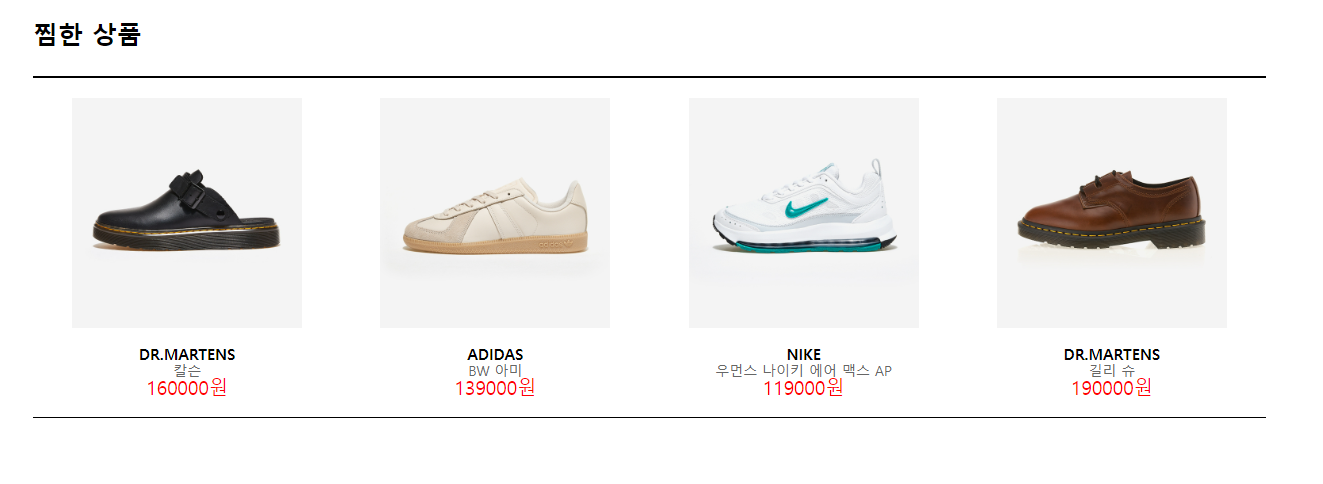 찜한 상품
DR.MARTENS
칼슨
160000원
ADIDAS
BW 아미
139000원
NIKE
우먼스 나이키 에어 맥스 AP
119000원
DR.MARTENS
길리 슈
190000원